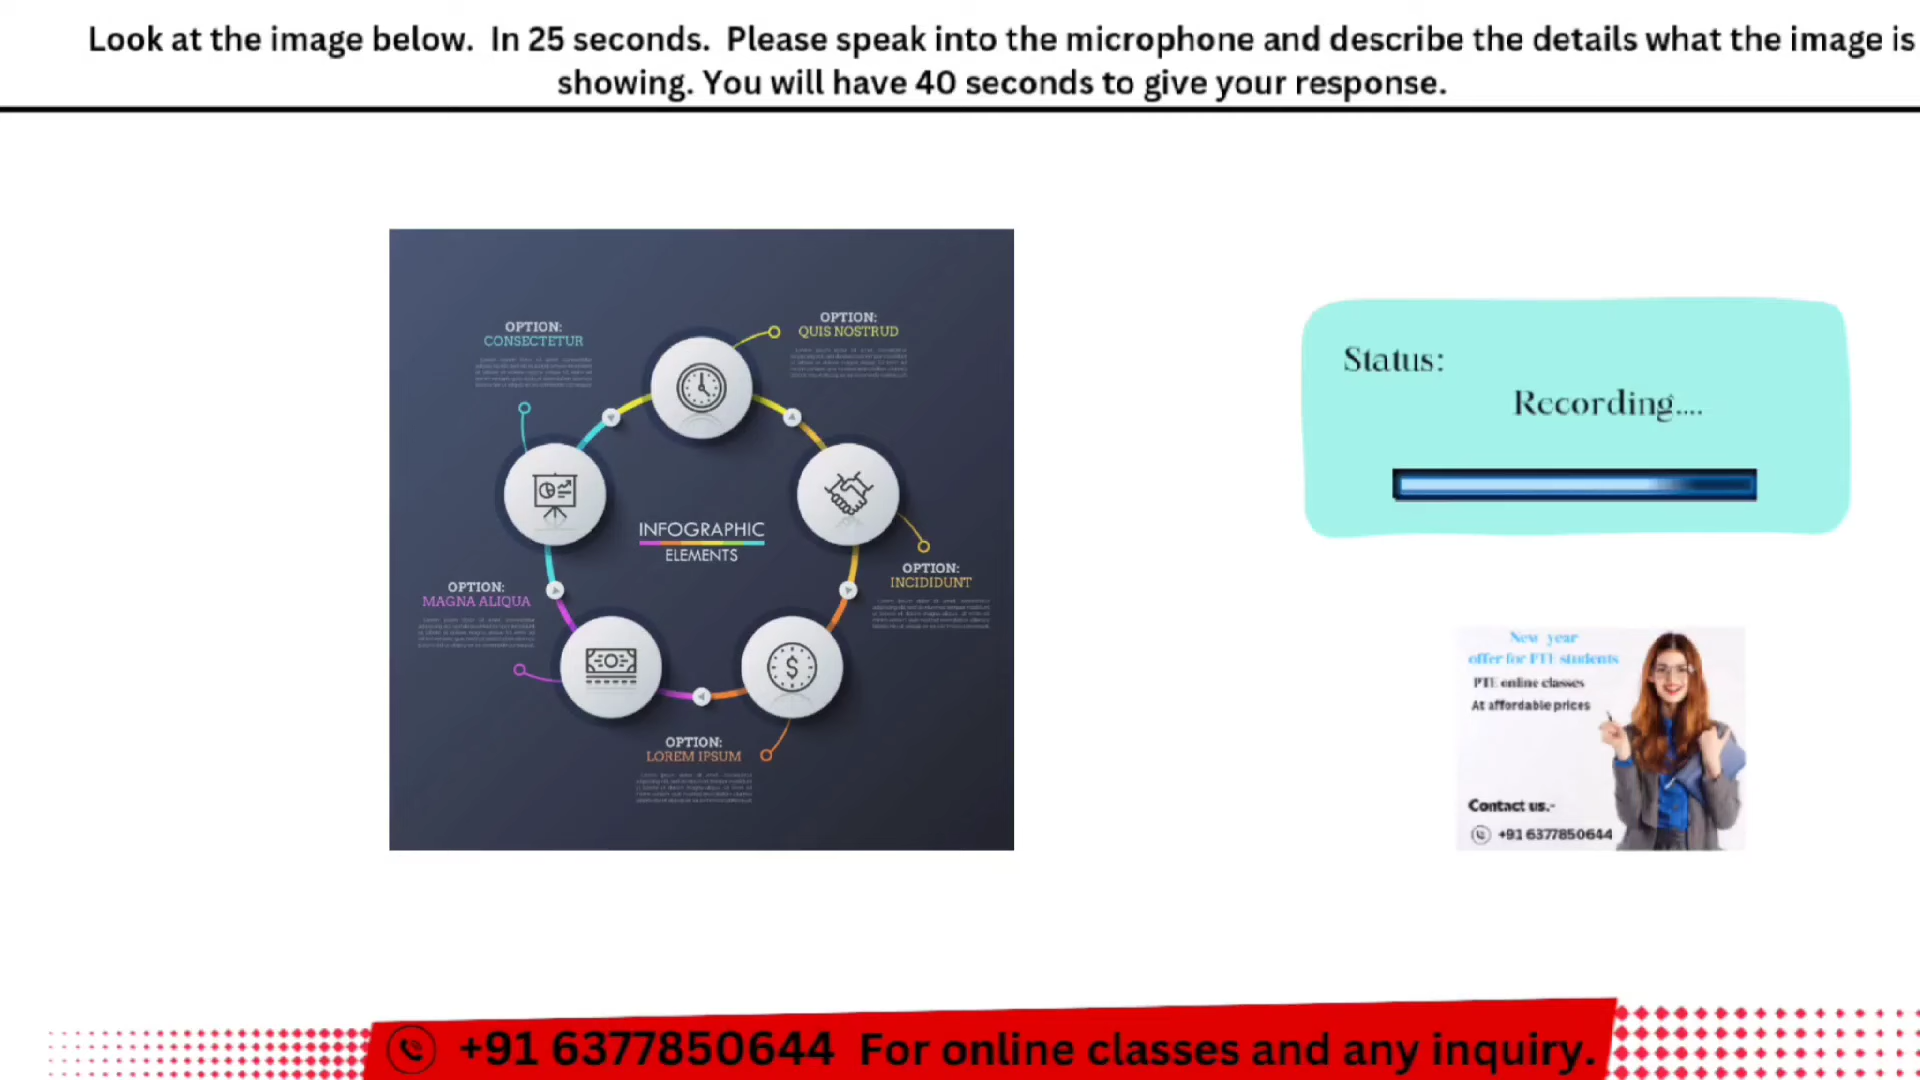 Look at the image below. In 25 seconds. Please speak into the microphone and describe the details what the image is
showing. You will have 40 seconds to give your response.
OPTION:
CONSECTETUR
OPTION:
QUIS NOSTRUD
INFOGRAPHIC
ELEMENTS
OPTION:
INCIDIDUNT
OPTION:
MAGNA ALIQUA
OPTION:
LOREM IPSUM
Status:
Recording....
New year
offer for PTE students
PTE online classes
At affordable prices
Contact us.-
+91 6377850644
+91 6377850644 For online classes and any inquiry.